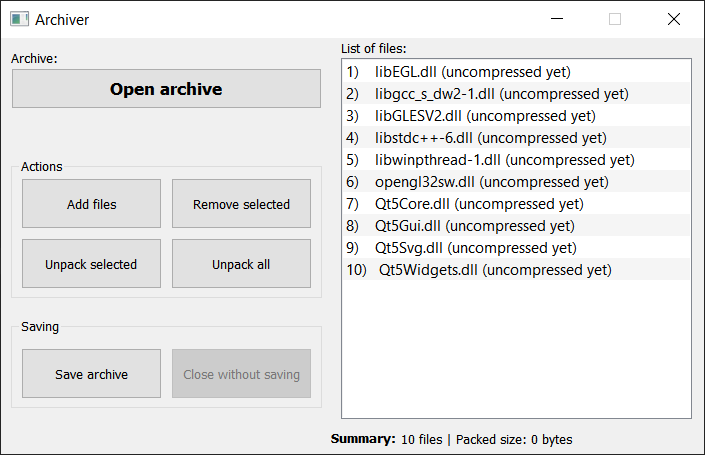 Archiver
Archive:
Open archive
Actions
Add files
Remove selected
Unpack selected
Unpack all
Saving
Save archive
Close without saving
List of files:
1) libEGL.dll (uncompressed yet)
2) libgcc_s_dw2-1.dll (uncompressed yet)
3) libGLESV2.dll (uncompressed yet)
4) libstdc++-6.dll (uncompressed yet)
5) libwinpthread-1.dll (uncompressed yet)
6) opengl32sw.dll (uncompressed yet)
7) Qt5Core.dll (uncompressed yet)
8) Qt5Gui.dll (uncompressed yet)
9) Qt5Svg.dll (uncompressed yet)
10) Qt5Widgets.dll (uncompressed yet)
Summary: 10 files | Packed size: 0 bytes